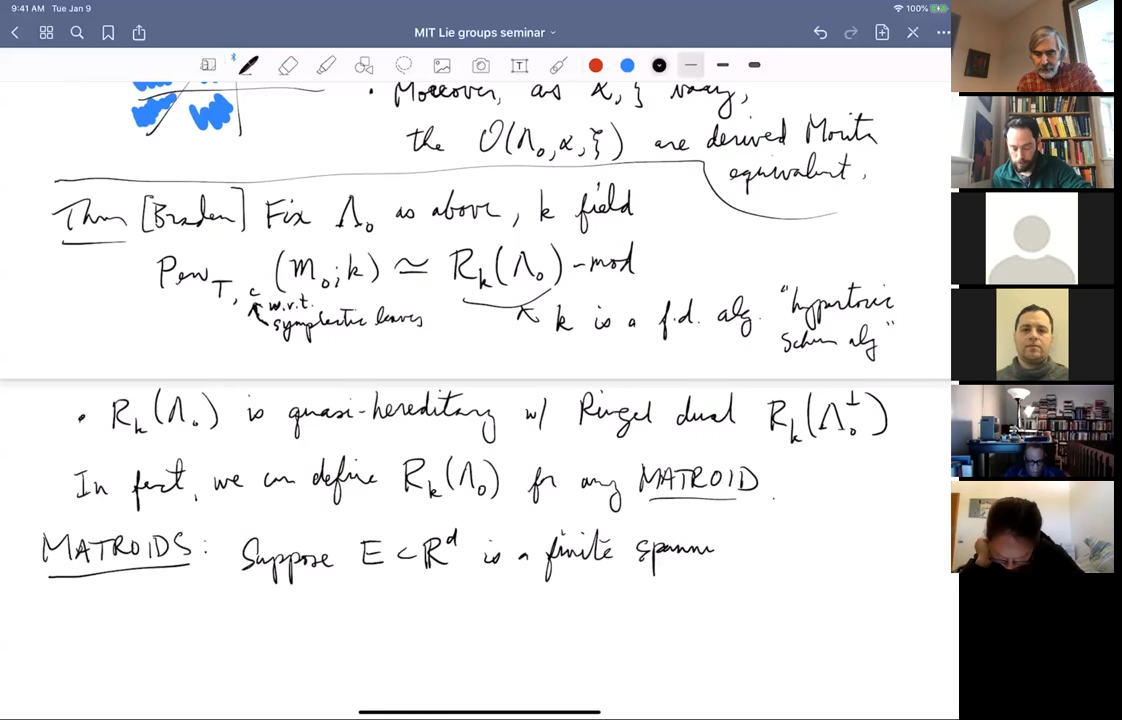 9:41 AM Tue Jan 9
100%
MIT Lie groups seminar
• Moreover, as α, ξ vary,
the O(Λ₀, α, ξ) are derived Morita
equivalent.
Thm [Braden] Fix Λ₀ as above, k field
Perv_{T,c} (M₀; k) ≃ R_k(Λ₀)-mod
w.r.t.
symplectic leaves
k is a f.d. alg. "hypertoric
Schur alg"
• R_k(Λ₀) is quasi-hereditary w/ Ringel dual R_k(Λ₀^⊥)
In fact, we can define R_k(Λ₀) for any MATROID.
MATROIDS: Suppose E ⊂ ℝ^d is a finite spann